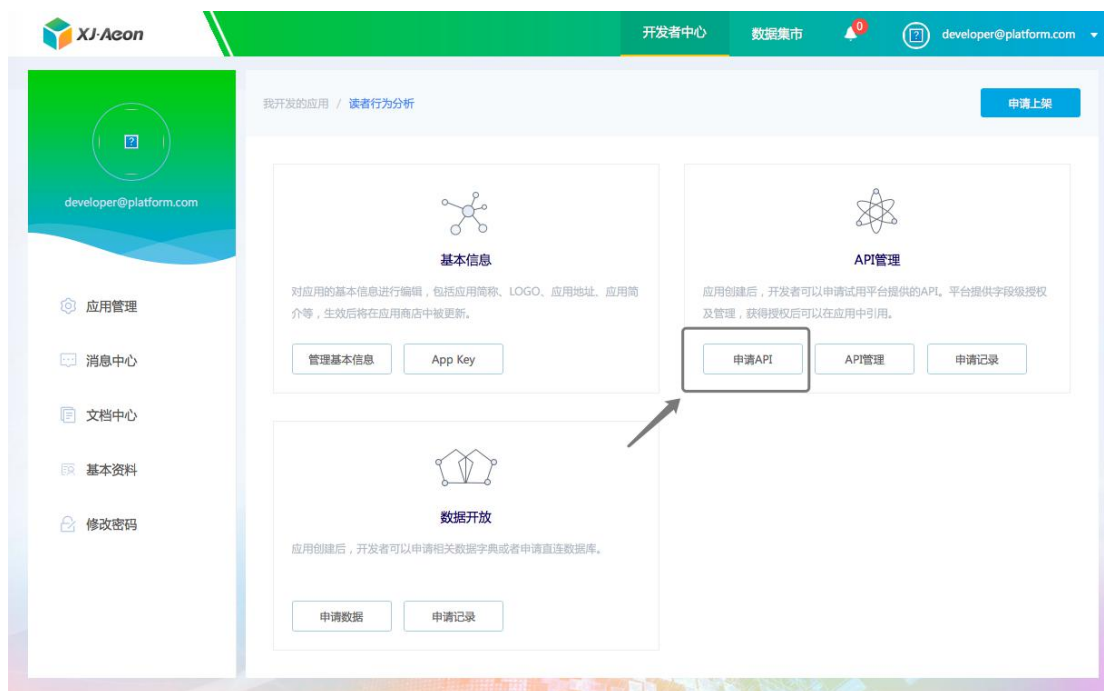 XJ·Aeon
开发者中心
数据集市
0
developer@platform.com
developer@platform.com
应用管理
消息中心
文档中心
基本资料
修改密码
我开发的应用 / 读者行为分析
申请上架
基本信息
对应用的基本信息进行编辑，包括应用简称、LOGO、应用地址、应用简
介等，生效后将在应用商店中被更新。
管理基本信息
App Key
API管理
应用创建后，开发者可以申请试用平台提供的API。平台提供字段级授权
及管理，获得授权后可以在应用中引用。
申请API
API管理
申请记录
数据开放
应用创建后，开发者可以申请相关数据字典或者申请直连数据库。
申请数据
申请记录